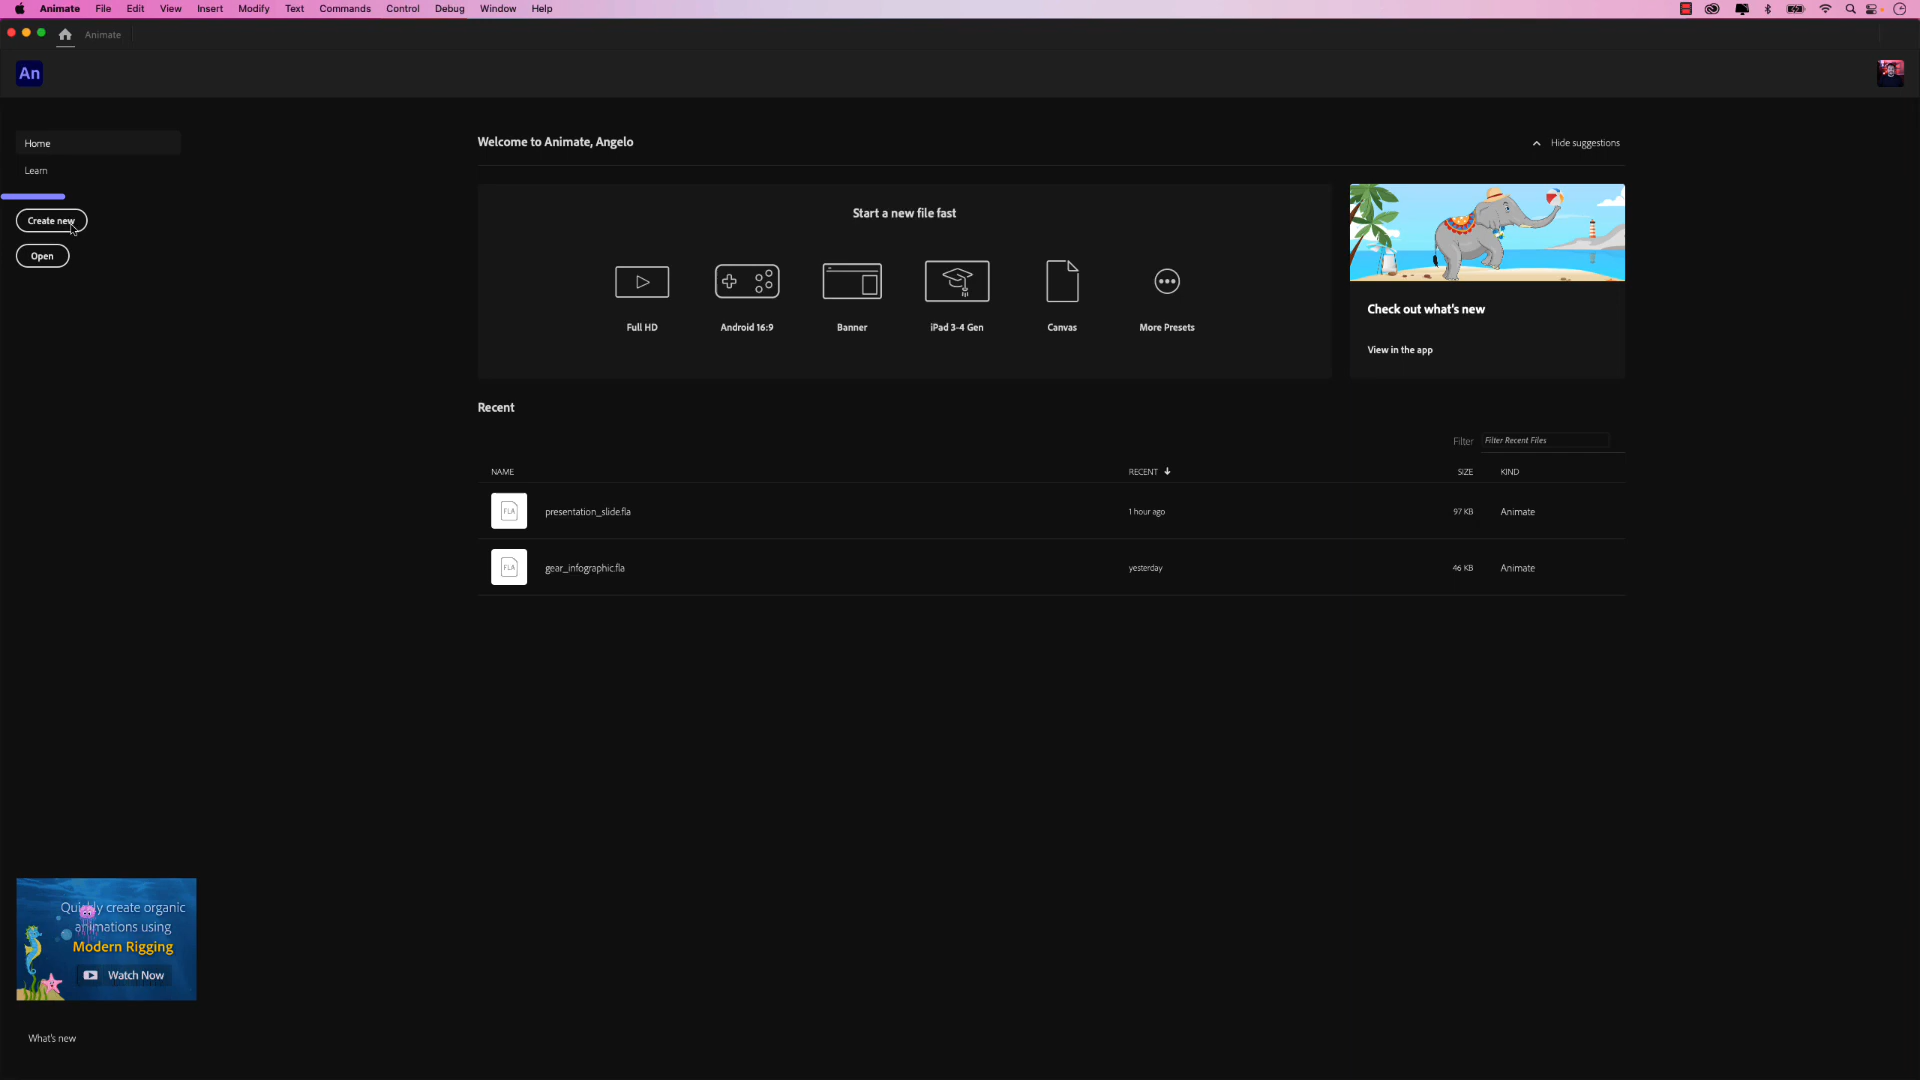 Animate File Edit View Insert Modify Text Commands Control Debug Window Help
Animate
An
Home
Learn
Create new
Open
Welcome to Animate, Angelo
Hide suggestions
Start a new file fast
Full HD
Android 16:9
Banner
iPad 3-4 Gen
Canvas
More Presets
Check out what's new
View in the app
Recent
Filter Filter Recent Files
NAME RECENT SIZE KIND
FLA presentation_slide.fla 1 hour ago 97 KB Animate
FLA gear_infographic.fla yesterday 46 KB Animate
Quickly create organic
animations using
Modern Rigging
Watch Now
What's new